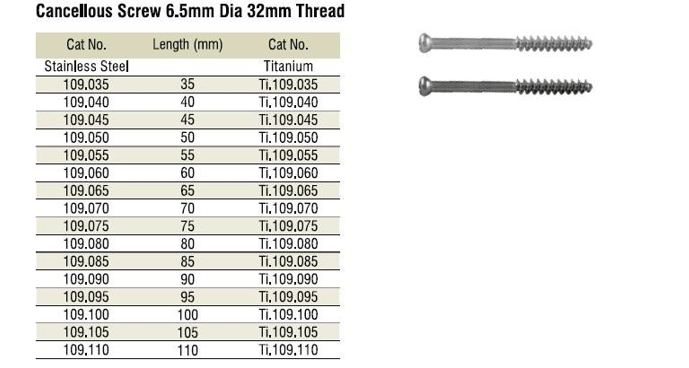 Cancellous Screw 6.5mm Dia 32mm Thread
Cat No. Length (mm) Cat No.
Stainless Steel Titanium
109.035 35 Ti.109.035
109.040 40 Ti.109.040
109.045 45 Ti.109.045
109.050 50 Ti.109.050
109.055 55 Ti.109.055
109.060 60 Ti.109.060
109.065 65 Ti.109.065
109.070 70 Ti.109.070
109.075 75 Ti.109.075
109.080 80 Ti.109.080
109.085 85 Ti.109.085
109.090 90 Ti.109.090
109.095 95 Ti.109.095
109.100 100 Ti.109.100
109.105 105 Ti.109.105
109.110 110 Ti.109.110